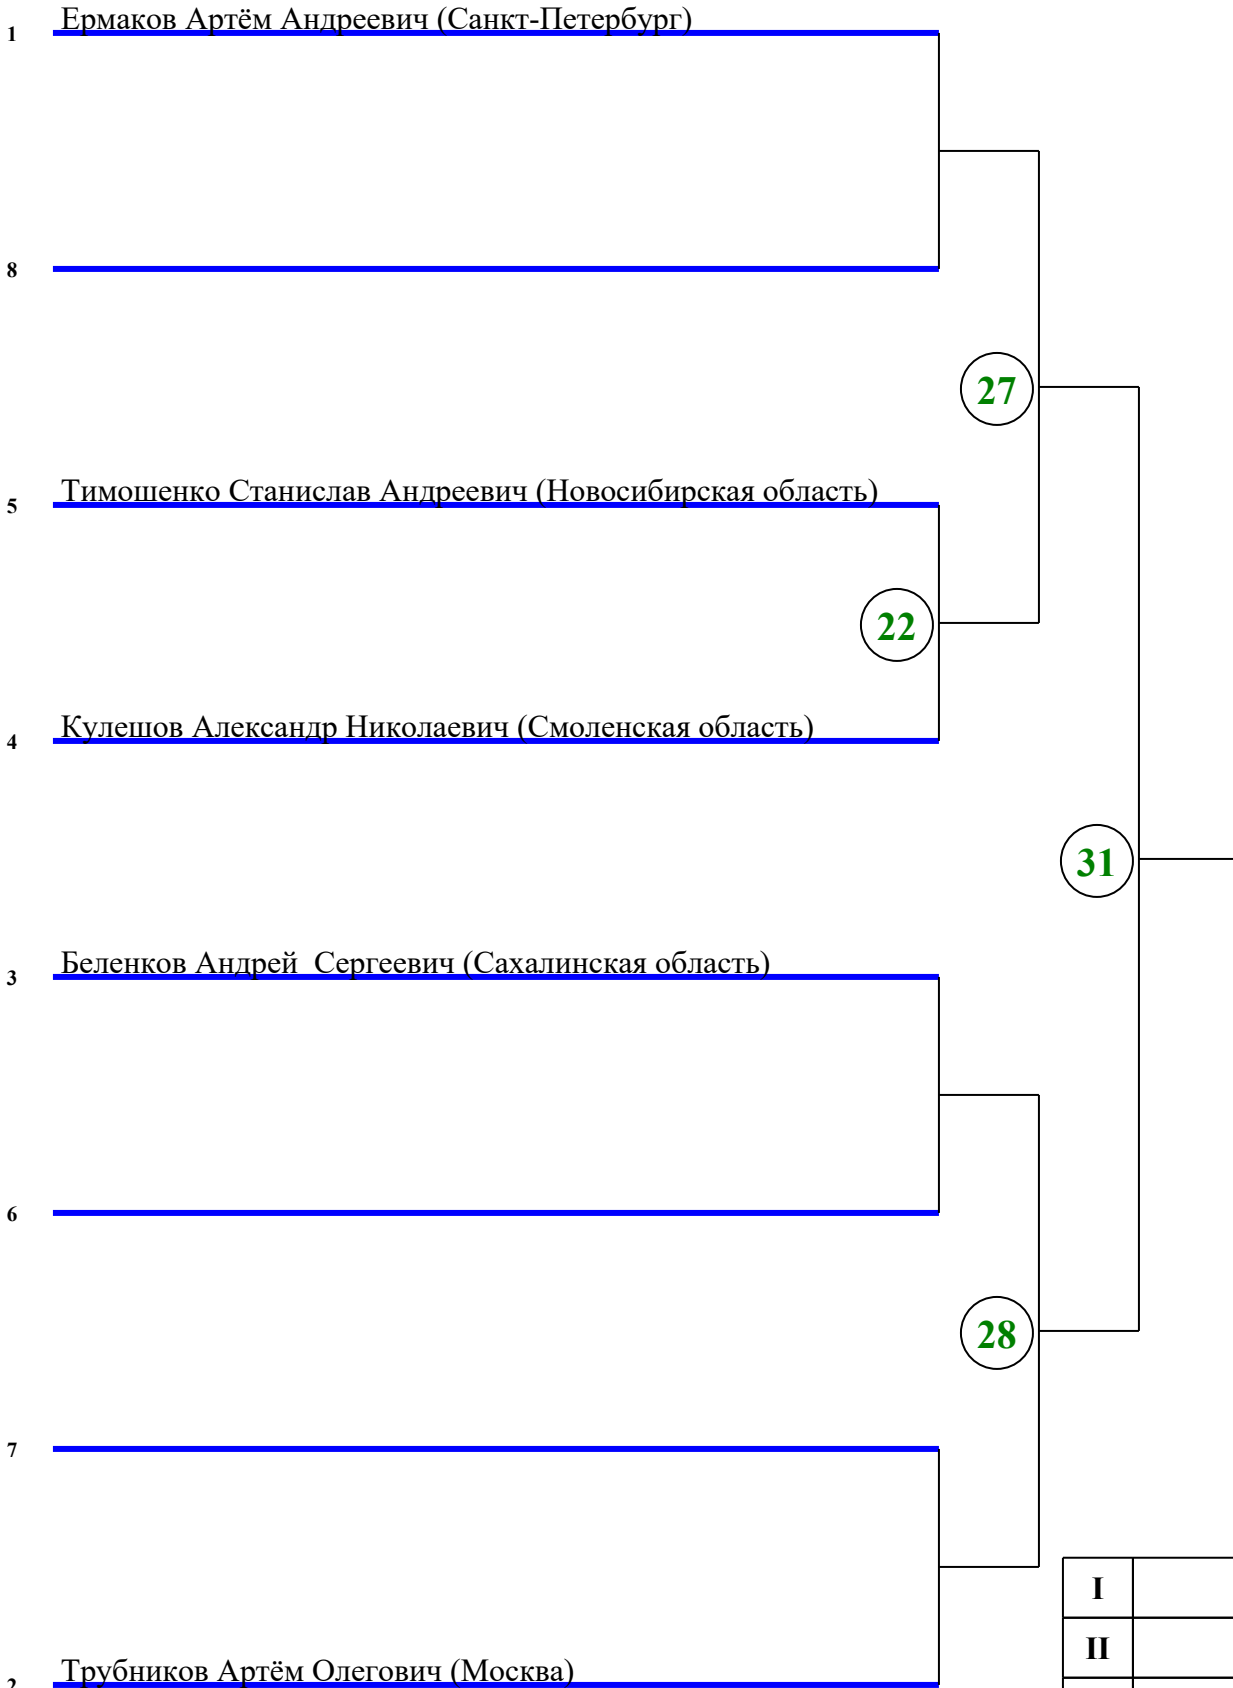 1 Ермаков Артём Андреевич (Санкт-Петербург)
8
27
5 Тимошенко Станислав Андреевич (Новосибирская область)
22
4 Кулешов Александр Николаевич (Смоленская область)
31
3 Беленков Андрей  Сергеевич (Сахалинская область)
6
28
7
I
II
2 Трубников Артём Олегович (Москва)